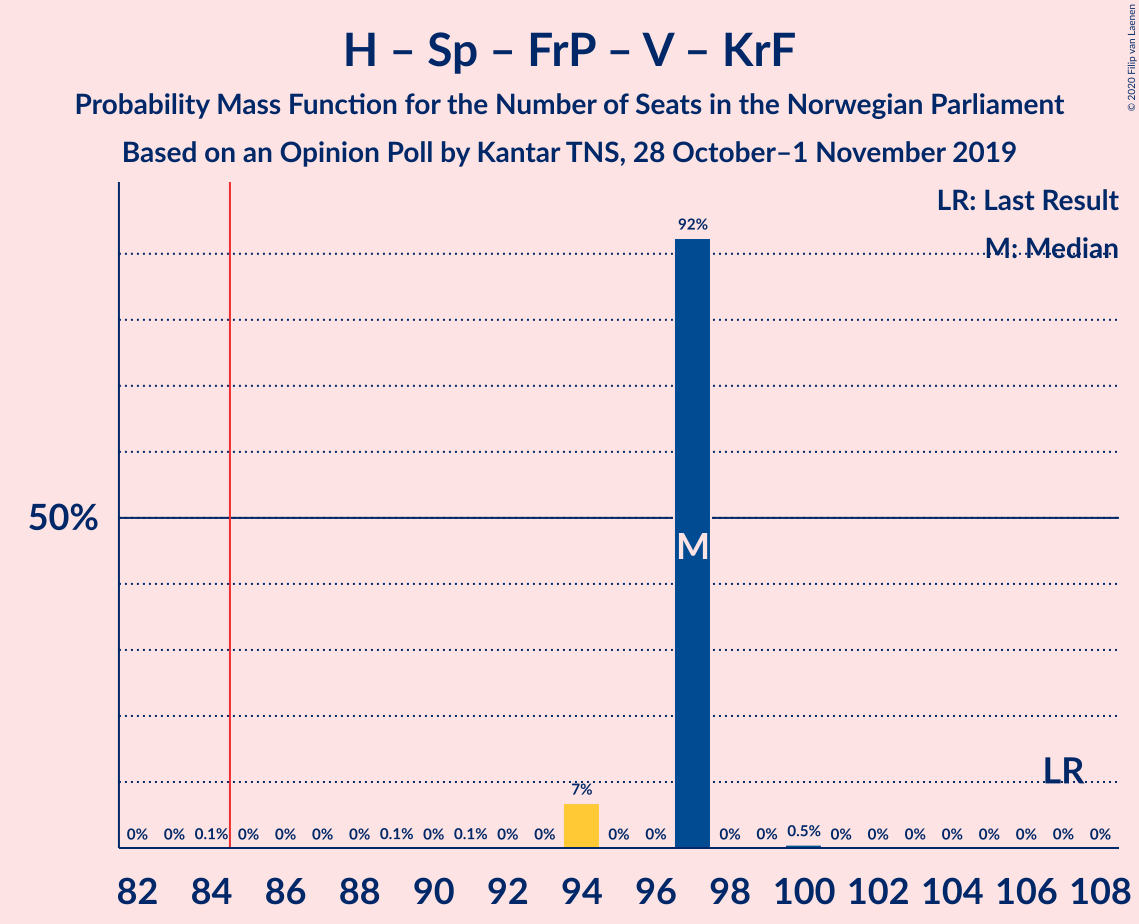 H – Sp – FrP – V – KrF
Probability Mass Function for the Number of Seats in the Norwegian Parliament
Based on an Opinion Poll by Kantar TNS, 28 October–1 November 2019
© 2020 Filip van Laenen
LR: Last Result
M: Median
92%
50%
M
LR
7%
0% 0% 0.1% 0% 0% 0% 0% 0.1% 0% 0.1% 0% 0% 0% 0% 0% 0% 0.5% 0% 0% 0% 0% 0% 0% 0% 0%
82 84 86 88 90 92 94 96 98 100 102 104 106 108